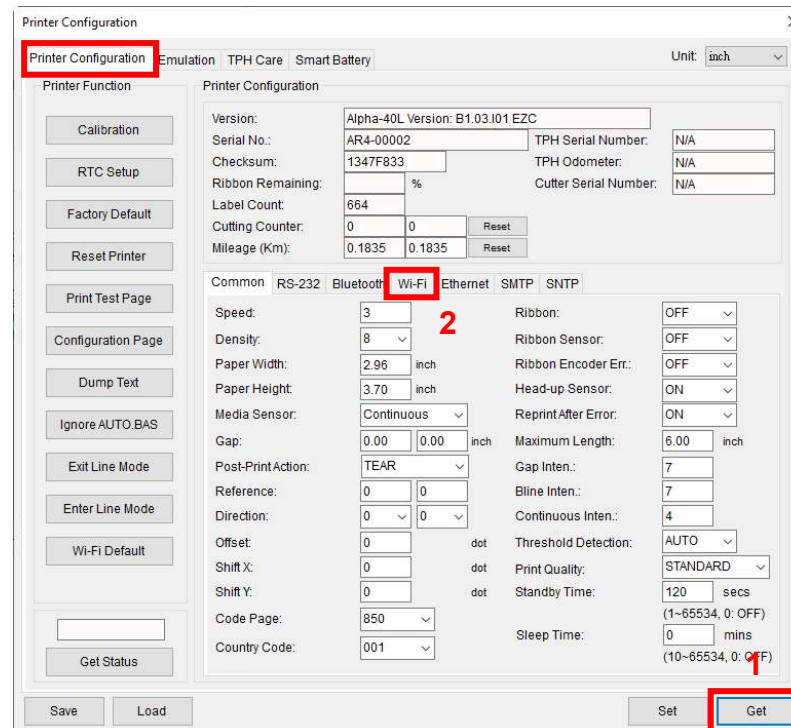 Printer Configuration
Printer Configuration Emulation TPH Care Smart Battery Unit: inch
Printer Function
Calibration
RTC Setup
Factory Default
Reset Printer
Print Test Page
Configuration Page
Dump Text
Ignore AUTO.BAS
Exit Line Mode
Enter Line Mode
Wi-Fi Default
Get Status
Printer Configuration
Version: Alpha-40L Version: B1.03.I01 EZC
Serial No.: AR4-00002 TPH Serial Number: N/A
Checksum: 1347F833 TPH Odometer: N/A
Ribbon Remaining: % Cutter Serial Number: N/A
Label Count: 664
Cutting Counter: 0 0 Reset
Mileage (Km): 0.1835 0.1835 Reset
Common RS-232 Bluetooth Wi-Fi Ethernet SMTP SNTP
2
Speed: 3 Ribbon: OFF
Density: 8 Ribbon Sensor: OFF
Paper Width: 2.96 inch Ribbon Encoder Err.: OFF
Paper Height: 3.70 inch Head-up Sensor: ON
Media Sensor: Continuous Reprint After Error: ON
Gap: 0.00 0.00 inch Maximum Length: 6.00 inch
Post-Print Action: TEAR Gap Inten.: 7
Reference: 0 0 Bline Inten.: 7
Direction: 0 0 Continuous Inten.: 4
Offset: 0 dot Threshold Detection: AUTO
Shift X: 0 dot Print Quality: STANDARD
Shift Y: 0 dot Standby Time: 120 secs
(1~65534, 0: OFF)
Code Page: 850 Sleep Time: 0 mins
Country Code: 001 (10~65534, 0: OFF)
1
Save Load Set Get